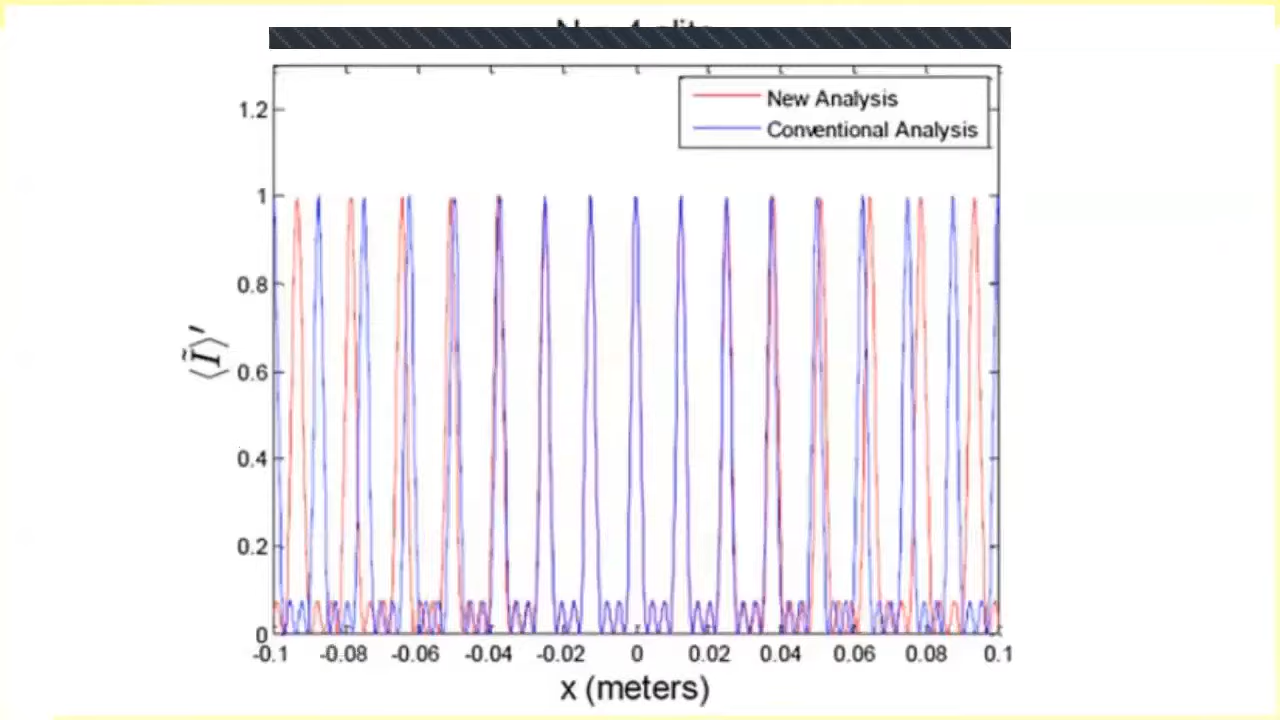 New Analysis
Conventional Analysis
1.2
1
0.8
0.6
0.4
0.2
0
⟨Ĩ⟩′
-0.1 -0.08 -0.06 -0.04 -0.02 0 0.02 0.04 0.06 0.08 0.1
x (meters)